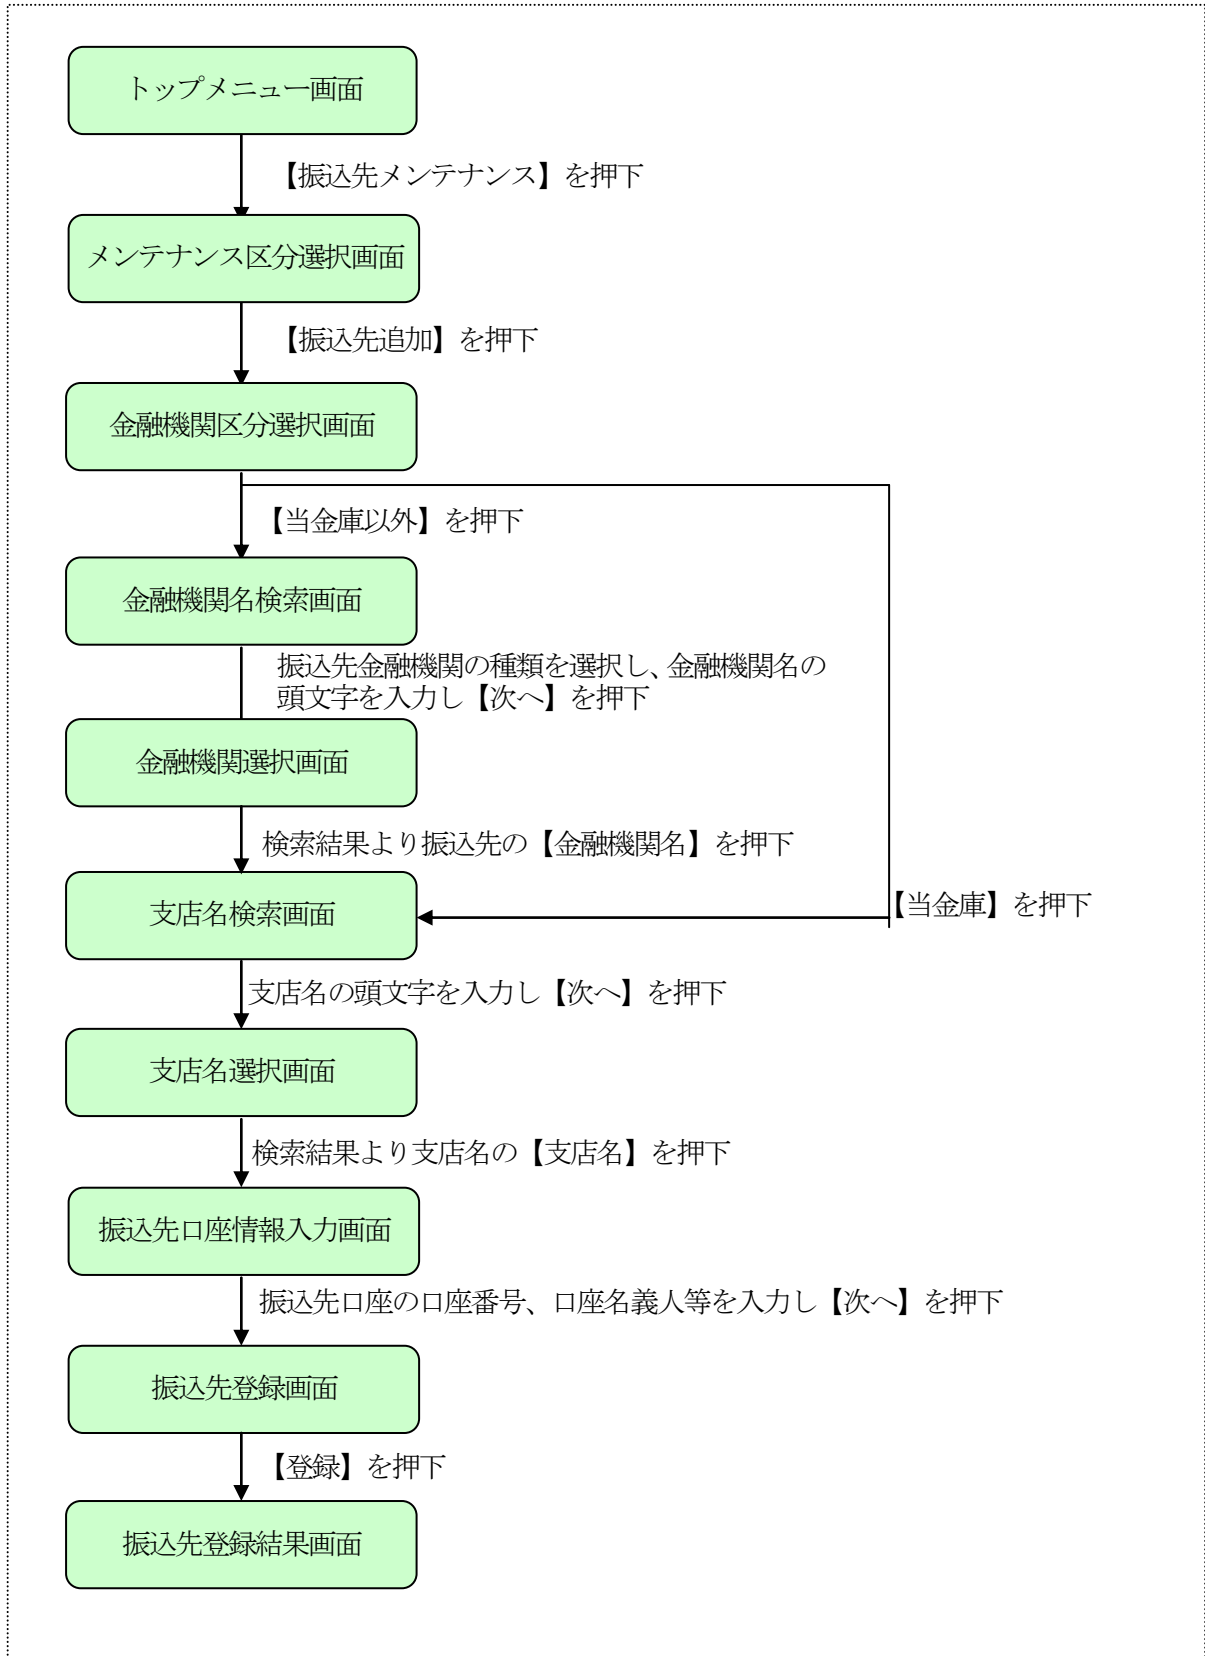 トップメニュー画面
【振込先メンテナンス】を押下
メンテナンス区分選択画面
【振込先追加】を押下
金融機関区分選択画面
【当金庫以外】を押下
金融機関名検索画面
振込先金融機関の種類を選択し、金融機関名の
頭文字を入力し【次へ】を押下
金融機関選択画面
検索結果より振込先の【金融機関名】を押下
支店名検索画面
【当金庫】を押下
支店名の頭文字を入力し【次へ】を押下
支店名選択画面
検索結果より支店名の【支店名】を押下
振込先口座情報入力画面
振込先口座の口座番号、口座名義人等を入力し【次へ】を押下
振込先登録画面
【登録】を押下
振込先登録結果画面